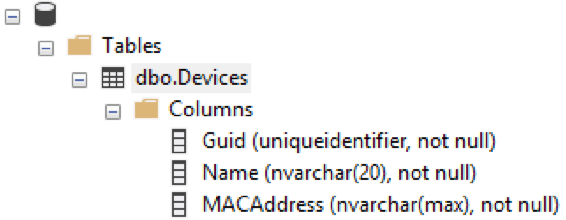 Tables
dbo.Devices
Columns
Guid (uniqueidentifier, not null)
Name (nvarchar(20), not null)
MACAddress (nvarchar(max), not null)